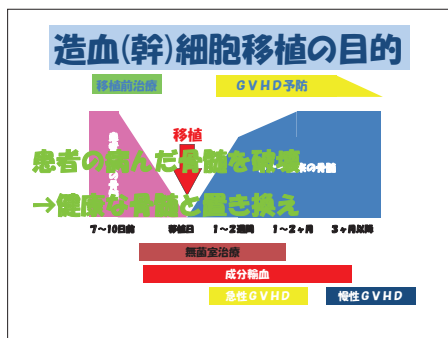 造血(幹)細胞移植の目的
移植前治療
GVHD予防
移植
患者の病んだ骨髄を破壊
→健康な骨髄と置き換え
7～10日前
移植日
1～2週間
1～2ヶ月
3ヶ月以降
無菌室治療
成分輸血
急性GVHD
慢性GVHD